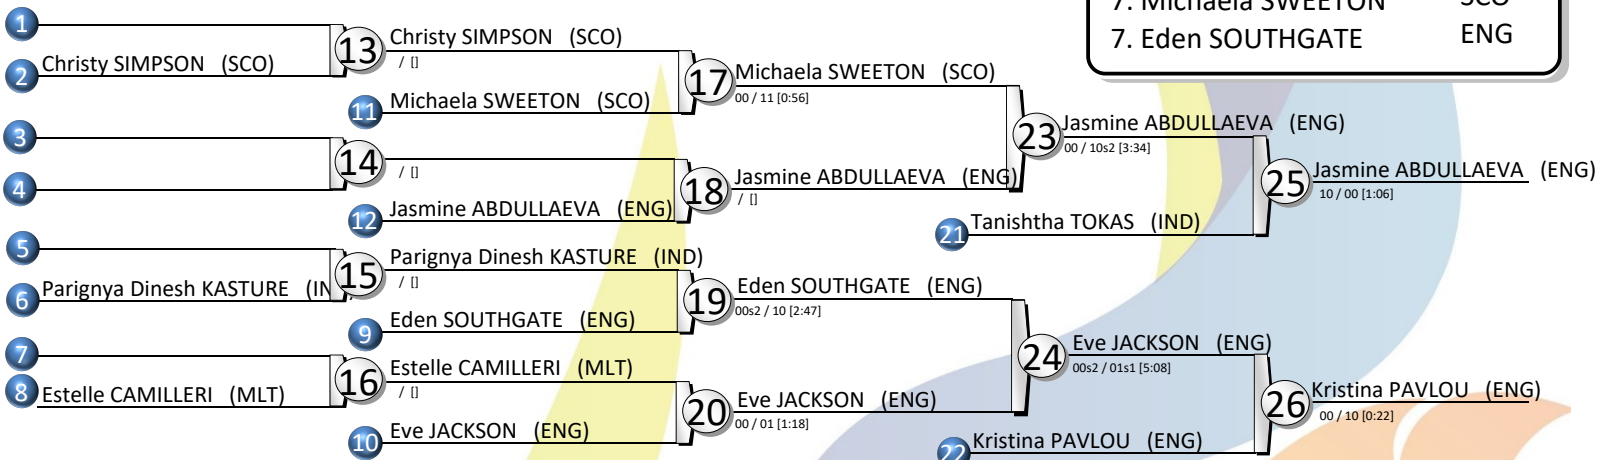 7. Michaela SWEETON SCO
7. Eden SOUTHGATE ENG
1
2 Christy SIMPSON (SCO)
13 Christy SIMPSON (SCO)
/ []
11 Michaela SWEETON (SCO)
17 Michaela SWEETON (SCO)
00 / 11 [0:56]
3
4
14
/ []
12 Jasmine ABDULLAEVA (ENG)
18 Jasmine ABDULLAEVA (ENG)
/ []
23 Jasmine ABDULLAEVA (ENG)
00 / 10s2 [3:34]
21 Tanishtha TOKAS (IND)
25 Jasmine ABDULLAEVA (ENG)
10 / 00 [1:06]
5
6 Parignya Dinesh KASTURE (IN
15 Parignya Dinesh KASTURE (IND)
/ []
9 Eden SOUTHGATE (ENG)
19 Eden SOUTHGATE (ENG)
00s2 / 10 [2:47]
7
8 Estelle CAMILLERI (MLT)
16 Estelle CAMILLERI (MLT)
/ []
10 Eve JACKSON (ENG)
20 Eve JACKSON (ENG)
00 / 01 [1:18]
24 Eve JACKSON (ENG)
00s2 / 01s1 [5:08]
22 Kristina PAVLOU (ENG)
26 Kristina PAVLOU (ENG)
00 / 10 [0:22]